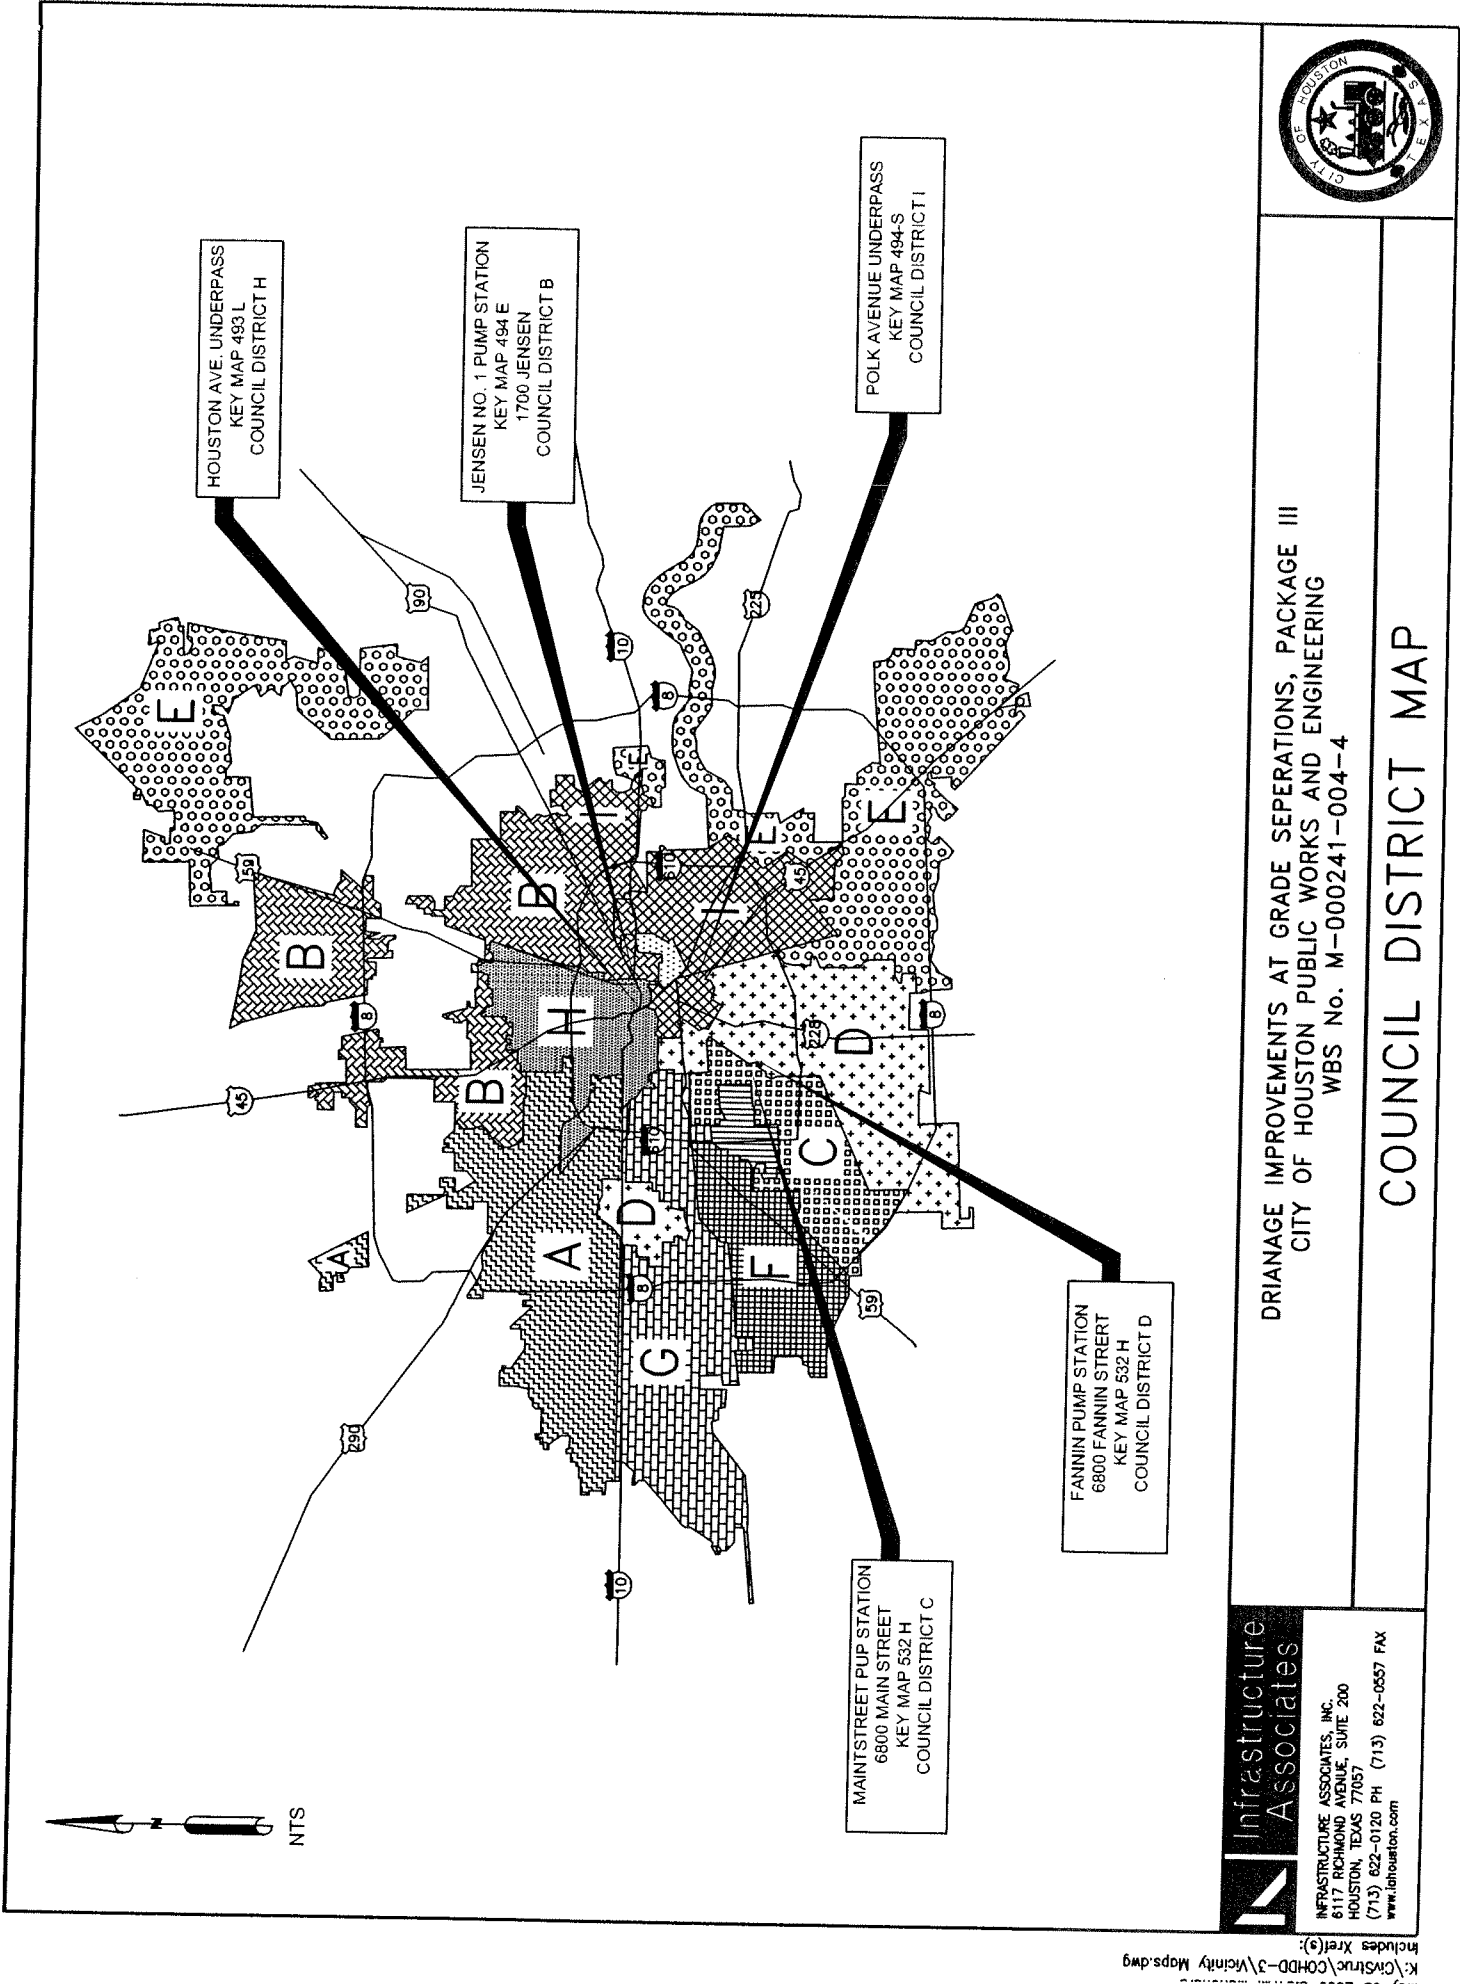 HOUSTON AVE. UNDERPASS
KEY MAP 493 L
COUNCIL DISTRICT H
JENSEN NO. 1 PUMP STATION
KEY MAP 494 E
1700 JENSEN
COUNCIL DISTRICT B
POLK AVENUE UNDERPASS
KEY MAP 494-S
COUNCIL DISTRICT I
MAINTSTREET PUP STATION
6800 MAIN STREET
KEY MAP 532 H
COUNCIL DISTRICT C
FANNIN PUMP STATION
6800 FANNIN STRERT
KEY MAP 532 H
COUNCIL DISTRICT D
N
NTS
E
59
B
8
45
A
290
90
10
8
225
B
I
E
B
H
610
E
I
45
E
A
D
610
8
228
D
8
C
F
G
59
10
DRIANAGE IMPROVEMENTS AT GRADE SEPERATIONS, PACKAGE III
CITY OF HOUSTON PUBLIC WORKS AND ENGINEERING
WBS No. M-000241-004-4
COUNCIL DISTRICT MAP
CITY OF HOUSTON
TEXAS
Infrastructure
Associates
INFRASTRUCTURE ASSOCIATES, INC.
6117 RICHMOND AVENUE, SUITE 200
HOUSTON, TEXAS 77057
(713) 622-0120 PH (713) 622-0557 FAX
www.iahouston.com
K:\CivStruc\COHDD-3\Vicinity Maps.dwg
Includes Xref(s):